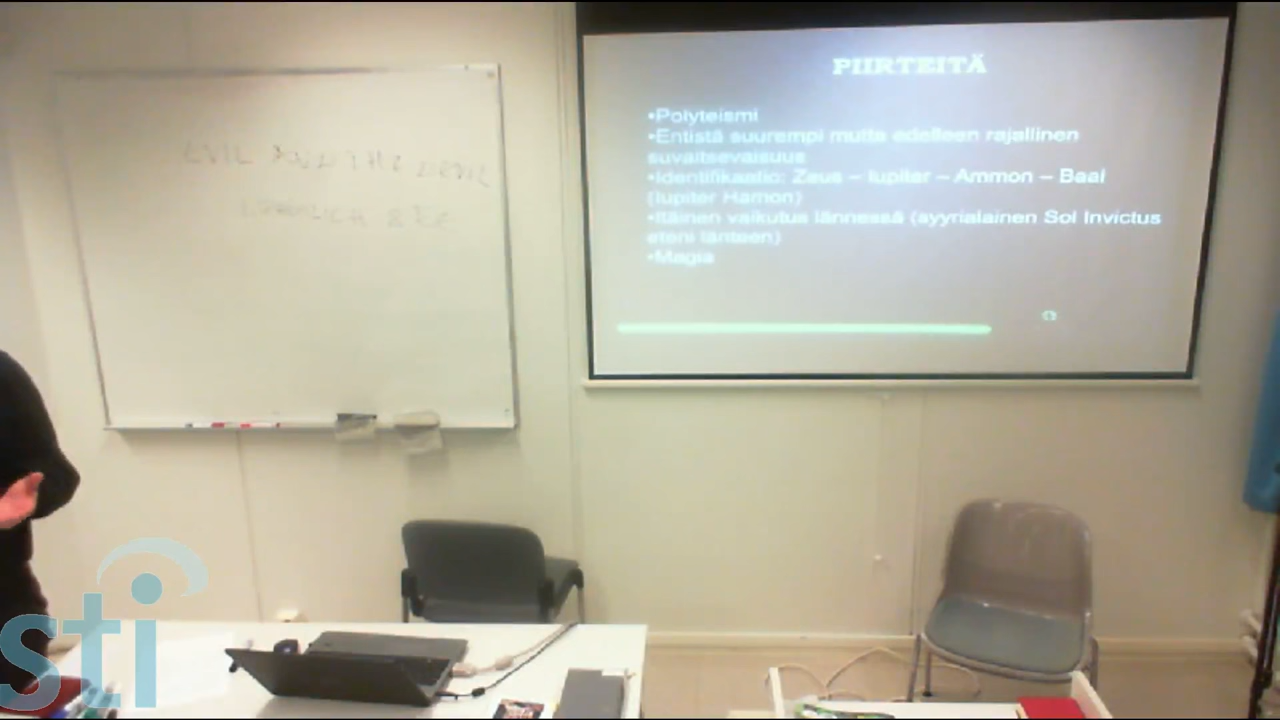 EVIL
PIIRTEITÄ
•Polyteismi
•Entistä suurempi mutta edelleen rajallinen
suvaitsevaisuus
•Identifikaatio: Zeus – Iupiter – Ammon – Baal
(Iupiter Hamon)
•Itäinen vaikutus lännessä (syyrialainen Sol Invictus
eteni länteen)
•Magia
sti